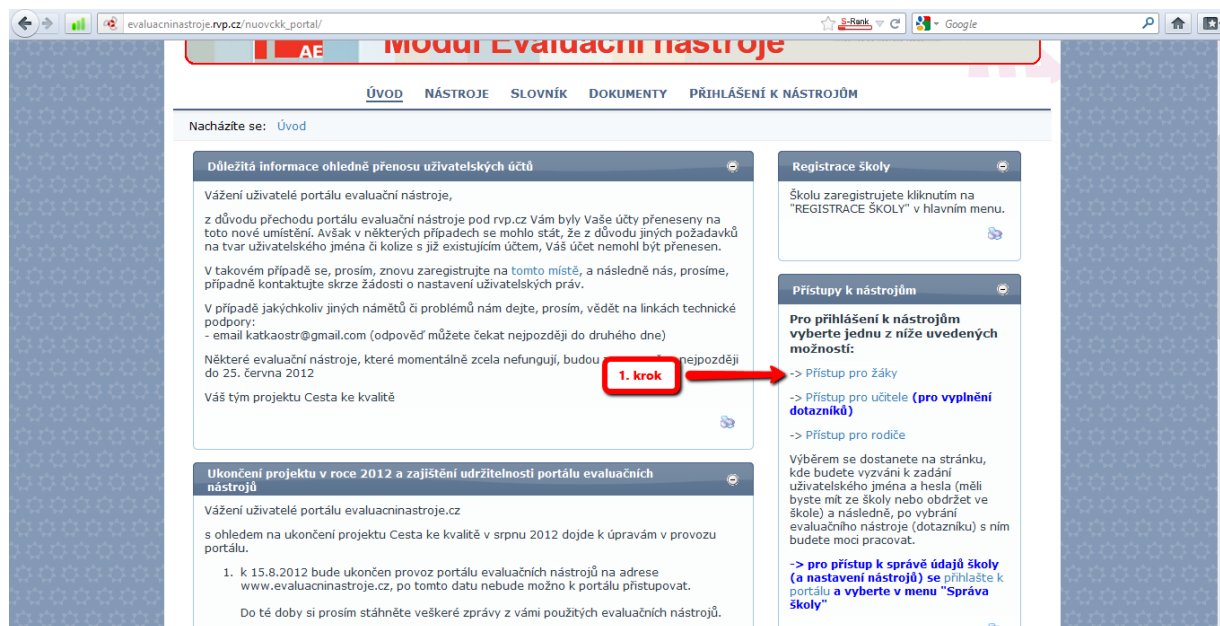 evaluacninastroje.rvp.cz/nuovckk_portal/
S-Rank
Google
AE
Modul Evaluační nástroje
ÚVOD NÁSTROJE SLOVNÍK DOKUMENTY PŘIHLÁŠENÍ K NÁSTROJŮM
Nacházíte se: Úvod
Důležitá informace ohledně přenosu uživatelských účtů
Vážení uživatelé portálu evaluační nástroje,
z důvodu přechodu portálu evaluační nástroje pod rvp.cz Vám byly Vaše účty přeneseny na
toto nové umístění. Avšak v některých případech se mohlo stát, že z důvodu jiných požadavků
na tvar uživatelského jména či kolize s již existujícím účtem, Váš účet nemohl být přenesen.
V takovém případě se, prosím, znovu zaregistrujte na tomto místě, a následně nás, prosíme,
případně kontaktujte skrze žádosti o nastavení uživatelských práv.
V případě jakýchkoliv jiných námětů či problémů nám dejte, prosím, vědět na linkách technické
podpory:
- email katkaostr@gmail.com (odpověď můžete čekat nejpozději do druhého dne)
Některé evaluační nástroje, které momentálně zcela nefungují, budou nejpozději
do 25. června 2012
Váš tým projektu Cesta ke kvalitě
1. krok
Ukončení projektu v roce 2012 a zajištění udržitelnosti portálu evaluačních
nástrojů
Vážení uživatelé portálu evaluacninastroje.cz
s ohledem na ukončení projektu Cesta ke kvalitě v srpnu 2012 dojde k úpravám v provozu
portálu.
1. k 15.8.2012 bude ukončen provoz portálu evaluačních nástrojů na adrese
www.evaluacninastroje.cz, po tomto datu nebude možno k portálu přistupovat.
Do té doby si prosím stáhněte veškeré zprávy z vámi použitých evaluačních nástrojů.
Registrace školy
Školu zaregistrujete kliknutím na
"REGISTRACE ŠKOLY" v hlavním menu.
Přístupy k nástrojům
Pro přihlášení k nástrojům
vyberte jednu z níže uvedených
možností:
-> Přístup pro žáky
-> Přístup pro učitele (pro vyplnění
dotazníků)
-> Přístup pro rodiče
Výběrem se dostanete na stránku,
kde budete vyzváni k zadání
uživatelského jména a hesla (měli
byste mít ze školy nebo obdržet ve
škole) a následně, po vybrání
evaluačního nástroje (dotazníku) s ním
budete moci pracovat.
-> pro přístup k správě údajů školy
(a nastavení nástrojů) se přihlašte k
portálu a vyberte v menu "Správa
školy"